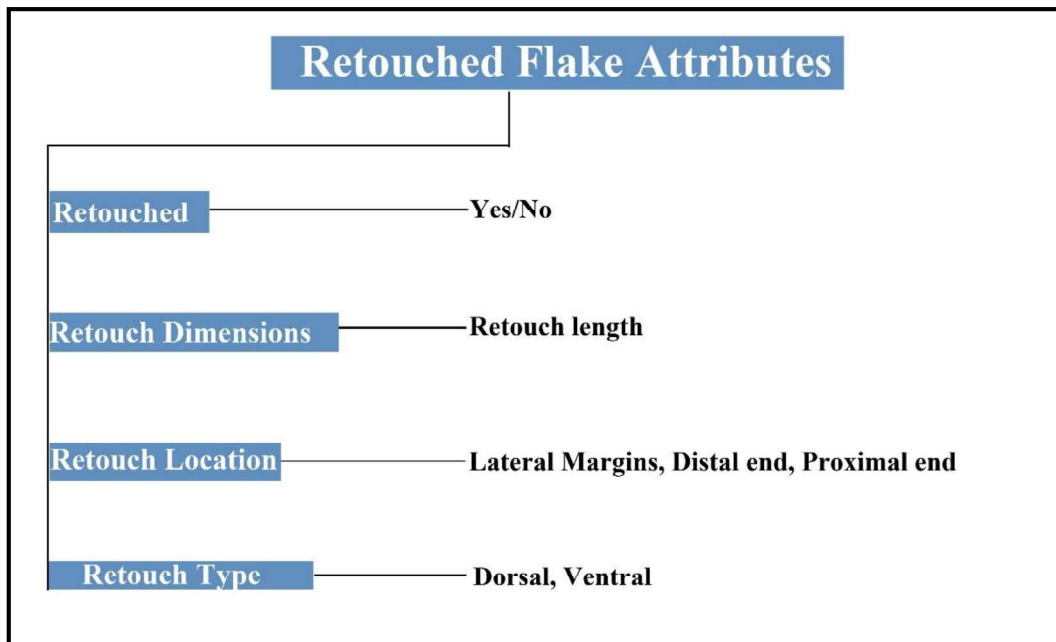 Retouched Flake Attributes
Retouched Yes/No
Retouch Dimensions Retouch length
Retouch Location Lateral Margins, Distal end, Proximal end
Retouch Type Dorsal, Ventral